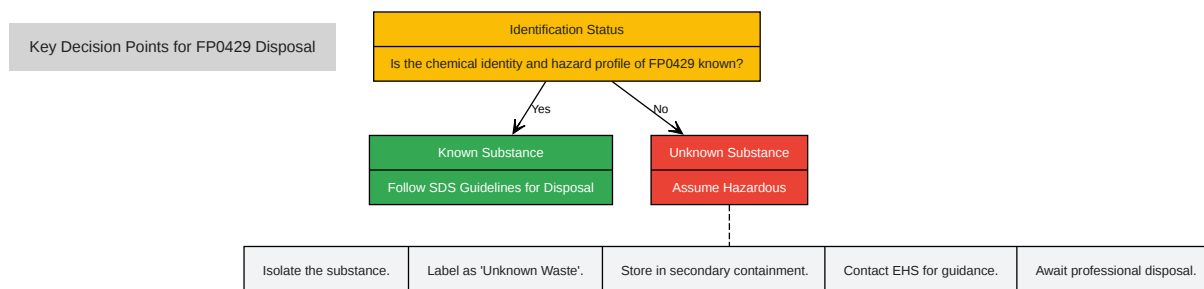 Key Decision Points for FP0429 Disposal
Identification Status
Is the chemical identity and hazard profile of FP0429 known?
Yes
No
Known Substance
Follow SDS Guidelines for Disposal
Unknown Substance
Assume Hazardous
Isolate the substance.
Label as 'Unknown Waste'.
Store in secondary containment.
Contact EHS for guidance.
Await professional disposal.